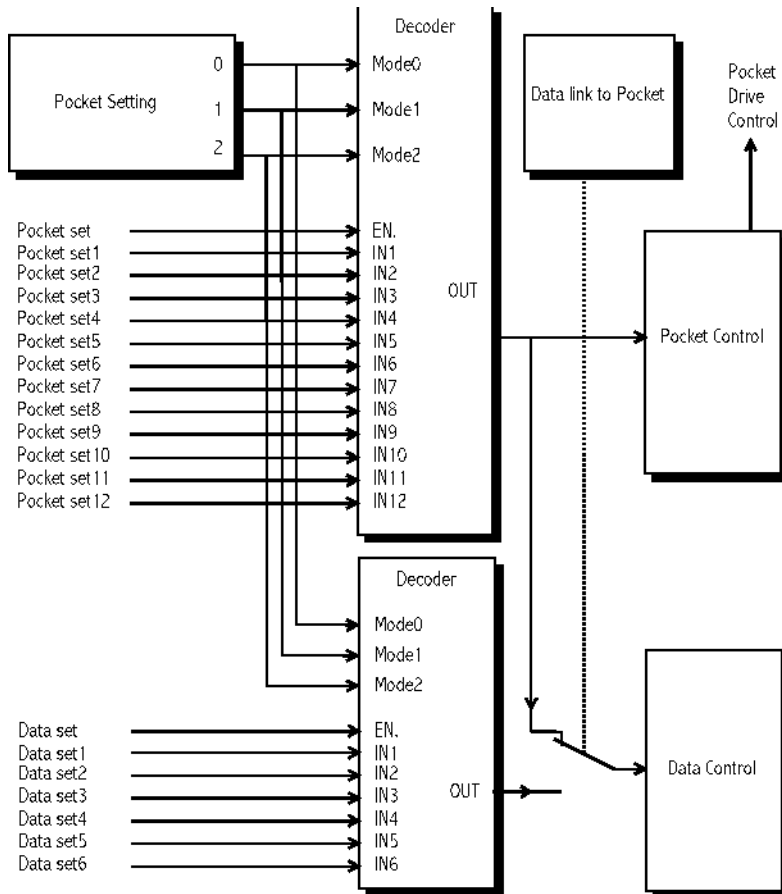 Decoder
Pocket Setting
0
1
2
Mode0
Mode1
Mode2
Data link to Pocket
Pocket
Drive
Control
Pocket set
Pocket set1
Pocket set2
Pocket set3
Pocket set4
Pocket set5
Pocket set6
Pocket set7
Pocket set8
Pocket set9
Pocket set10
Pocket set11
Pocket set12
EN.
IN1
IN2
IN3
IN4
IN5
IN6
IN7
IN8
IN9
IN10
IN11
IN12
OUT
Pocket Control
Decoder
Mode0
Mode1
Mode2
Data set
Data set1
Data set2
Data set3
Data set4
Data set5
Data set6
EN.
IN1
IN2
IN3
IN4
IN5
IN6
OUT
Data Control